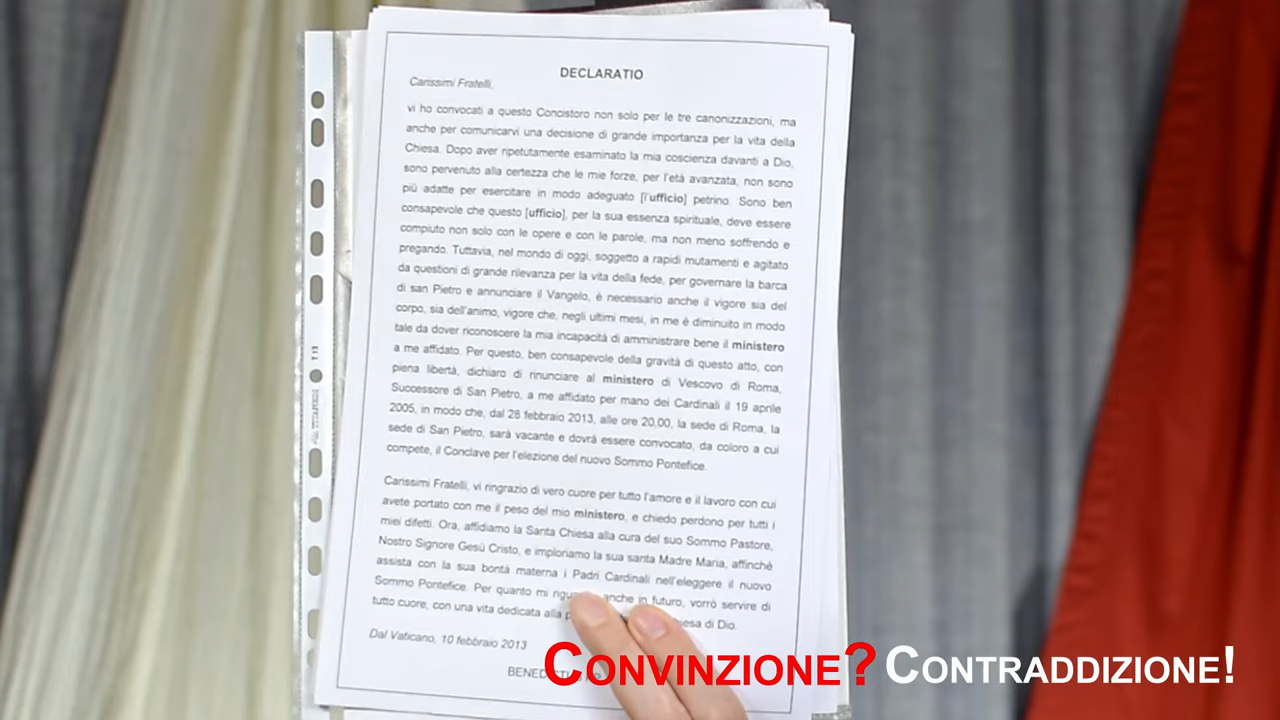 DECLARATIO
Carissimi Fratelli,
vi ho convocati a questo Concistoro non solo per le tre canonizzazioni, ma
anche per comunicarvi una decisione di grande importanza per la vita della
Chiesa. Dopo aver ripetutamente esaminato la mia coscienza davanti a Dio,
sono pervenuto alla certezza che le mie forze, per l'età avanzata, non sono
più adatte per esercitare in modo adeguato [l'ufficio] petrino. Sono ben
consapevole che questo [ufficio], per la sua essenza spirituale, deve essere
compiuto non solo con le opere e con le parole, ma non meno soffrendo e
pregando. Tuttavia, nel mondo di oggi, soggetto a rapidi mutamenti e agitato
da questioni di grande rilevanza per la vita della fede, per governare la barca
di san Pietro e annunciare il Vangelo, è necessario anche il vigore sia del
corpo, sia dell'animo, vigore che, negli ultimi mesi, in me è diminuito in modo
tale da dover riconoscere la mia incapacità di amministrare bene il ministero
a me affidato. Per questo, ben consapevole della gravità di questo atto, con
piena libertà, dichiaro di rinunciare al ministero di Vescovo di Roma,
Successore di San Pietro, a me affidato per mano dei Cardinali il 19 aprile
2005, in modo che, dal 28 febbraio 2013, alle ore 20,00, la sede di Roma, la
sede di San Pietro, sarà vacante e dovrà essere convocato, da coloro a cui
compete, il Conclave per l'elezione del nuovo Sommo Pontefice.
Carissimi Fratelli, vi ringrazio di vero cuore per tutto l'amore e il lavoro con cui
avete portato con me il peso del mio ministero, e chiedo perdono per tutti i
miei difetti. Ora, affidiamo la Santa Chiesa alla cura del suo Sommo Pastore,
Nostro Signore Gesù Cristo, e imploriamo la sua santa Madre Maria, affinché
assista con la sua bontà materna i Padri Cardinali nell'eleggere il nuovo
Sommo Pontefice. Per quanto mi anche in futuro, vorrò servire di
tutto cuore, con una vita dedicata alla di Dio.
Dal Vaticano, 10 febbraio 2013
CONVINZIONE? CONTRADDIZIONE!